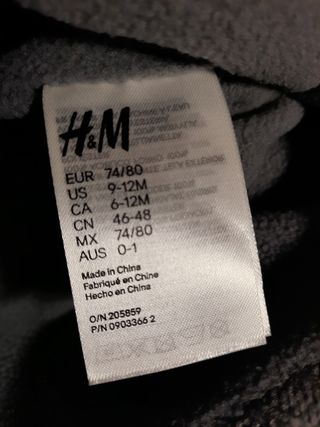 H&M
EUR 74/80
US 9-12M
CA 6-12M
CN 46-48
MX 74/80
AUS 0-1
Made in China
Fabriqué en Chine
Hecho en China
O/N 205859
P/N 0903366 2